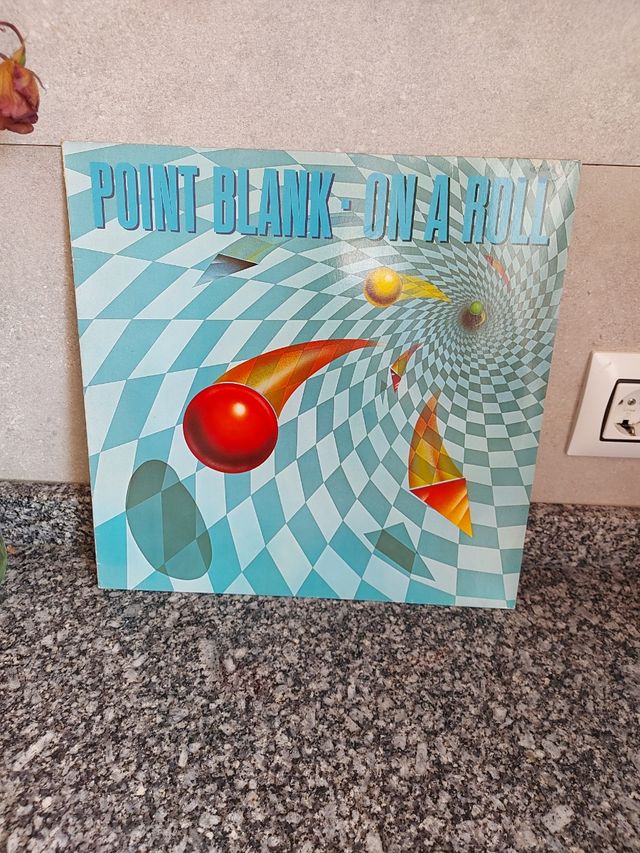 POINT BLANK · ON A ROLL